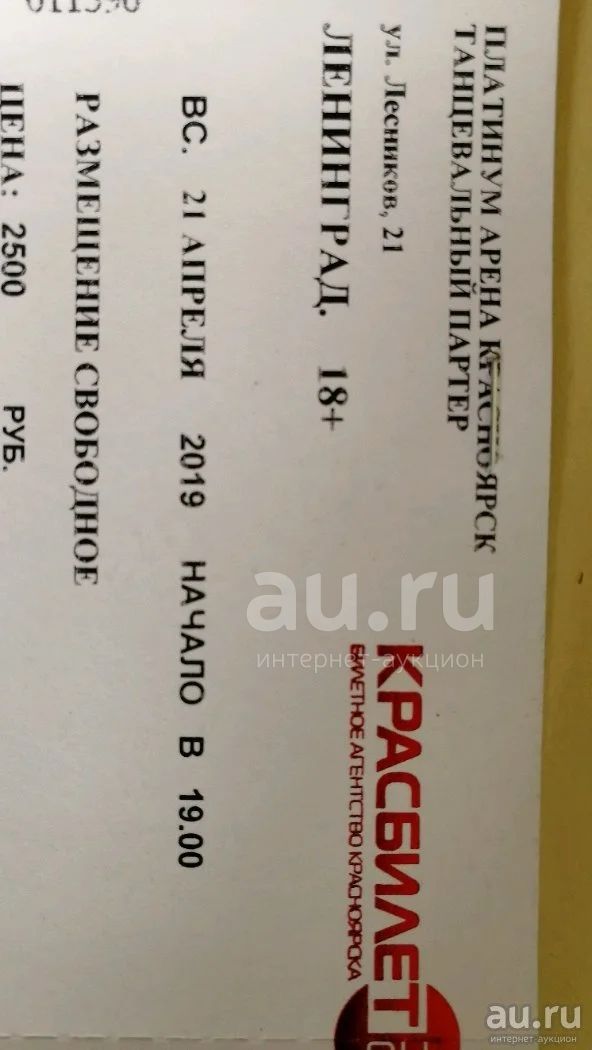 ПЛАТИНУМ АРЕНА КРАСНОЯРСК
ТАНЦЕВАЛЬНЫЙ ПАРТЕР
ул. Лесников, 21
ЛЕНИНГРАД. 18+
ВС. 21 АПРЕЛЯ 2019 НАЧАЛО В 19.00
РАЗМЕЩЕНИЕ СВОБОДНОЕ
ЦЕНА: 2500 РУБ.
КРАСБИЛЕТ
БИЛЕТНОЕ АГЕНТСТВО КРАСНОЯРСКА
au.ru
интернет-аукцион
au.ru
интернет-аукцион